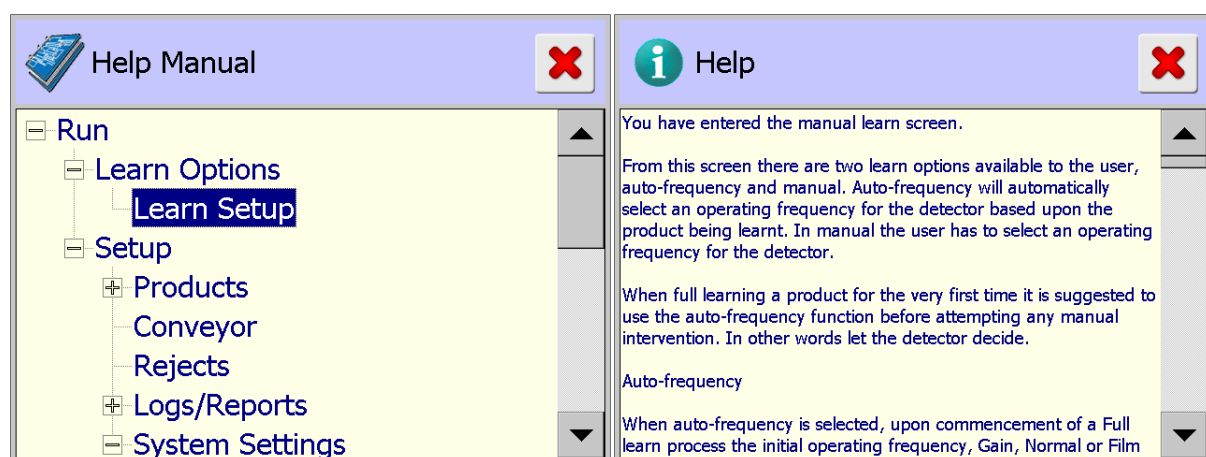 Help Manual
Run
Learn Options
Learn Setup
Setup
Products
Conveyor
Rejects
Logs/Reports
System Settings
Help
You have entered the manual learn screen.
From this screen there are two learn options available to the user,
auto-frequency and manual. Auto-frequency will automatically
select an operating frequency for the detector based upon the
product being learnt. In manual the user has to select an operating
frequency for the detector.
When full learning a product for the very first time it is suggested to
use the auto-frequency function before attempting any manual
intervention. In other words let the detector decide.
Auto-frequency
When auto-frequency is selected, upon commencement of a Full
learn process the initial operating frequency, Gain, Normal or Film